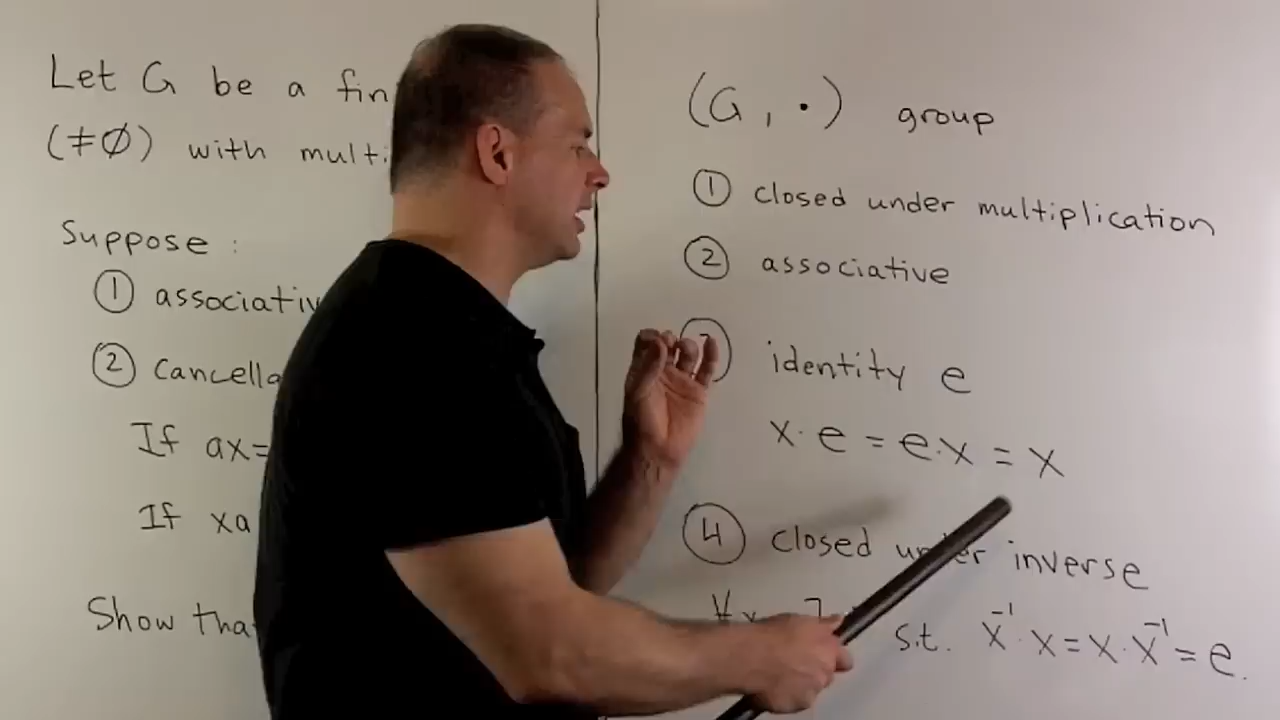 Let G be a fin
(≠∅) with multi
Suppose :
① associativ
② cancella
If ax=
If xa
Show tha
(G, ·) group
① closed under multiplication
② associative
identity e
x·e = e·x = x
④ closed under inverse
∀x s.t. x⁻¹·x = x·x⁻¹ = e.